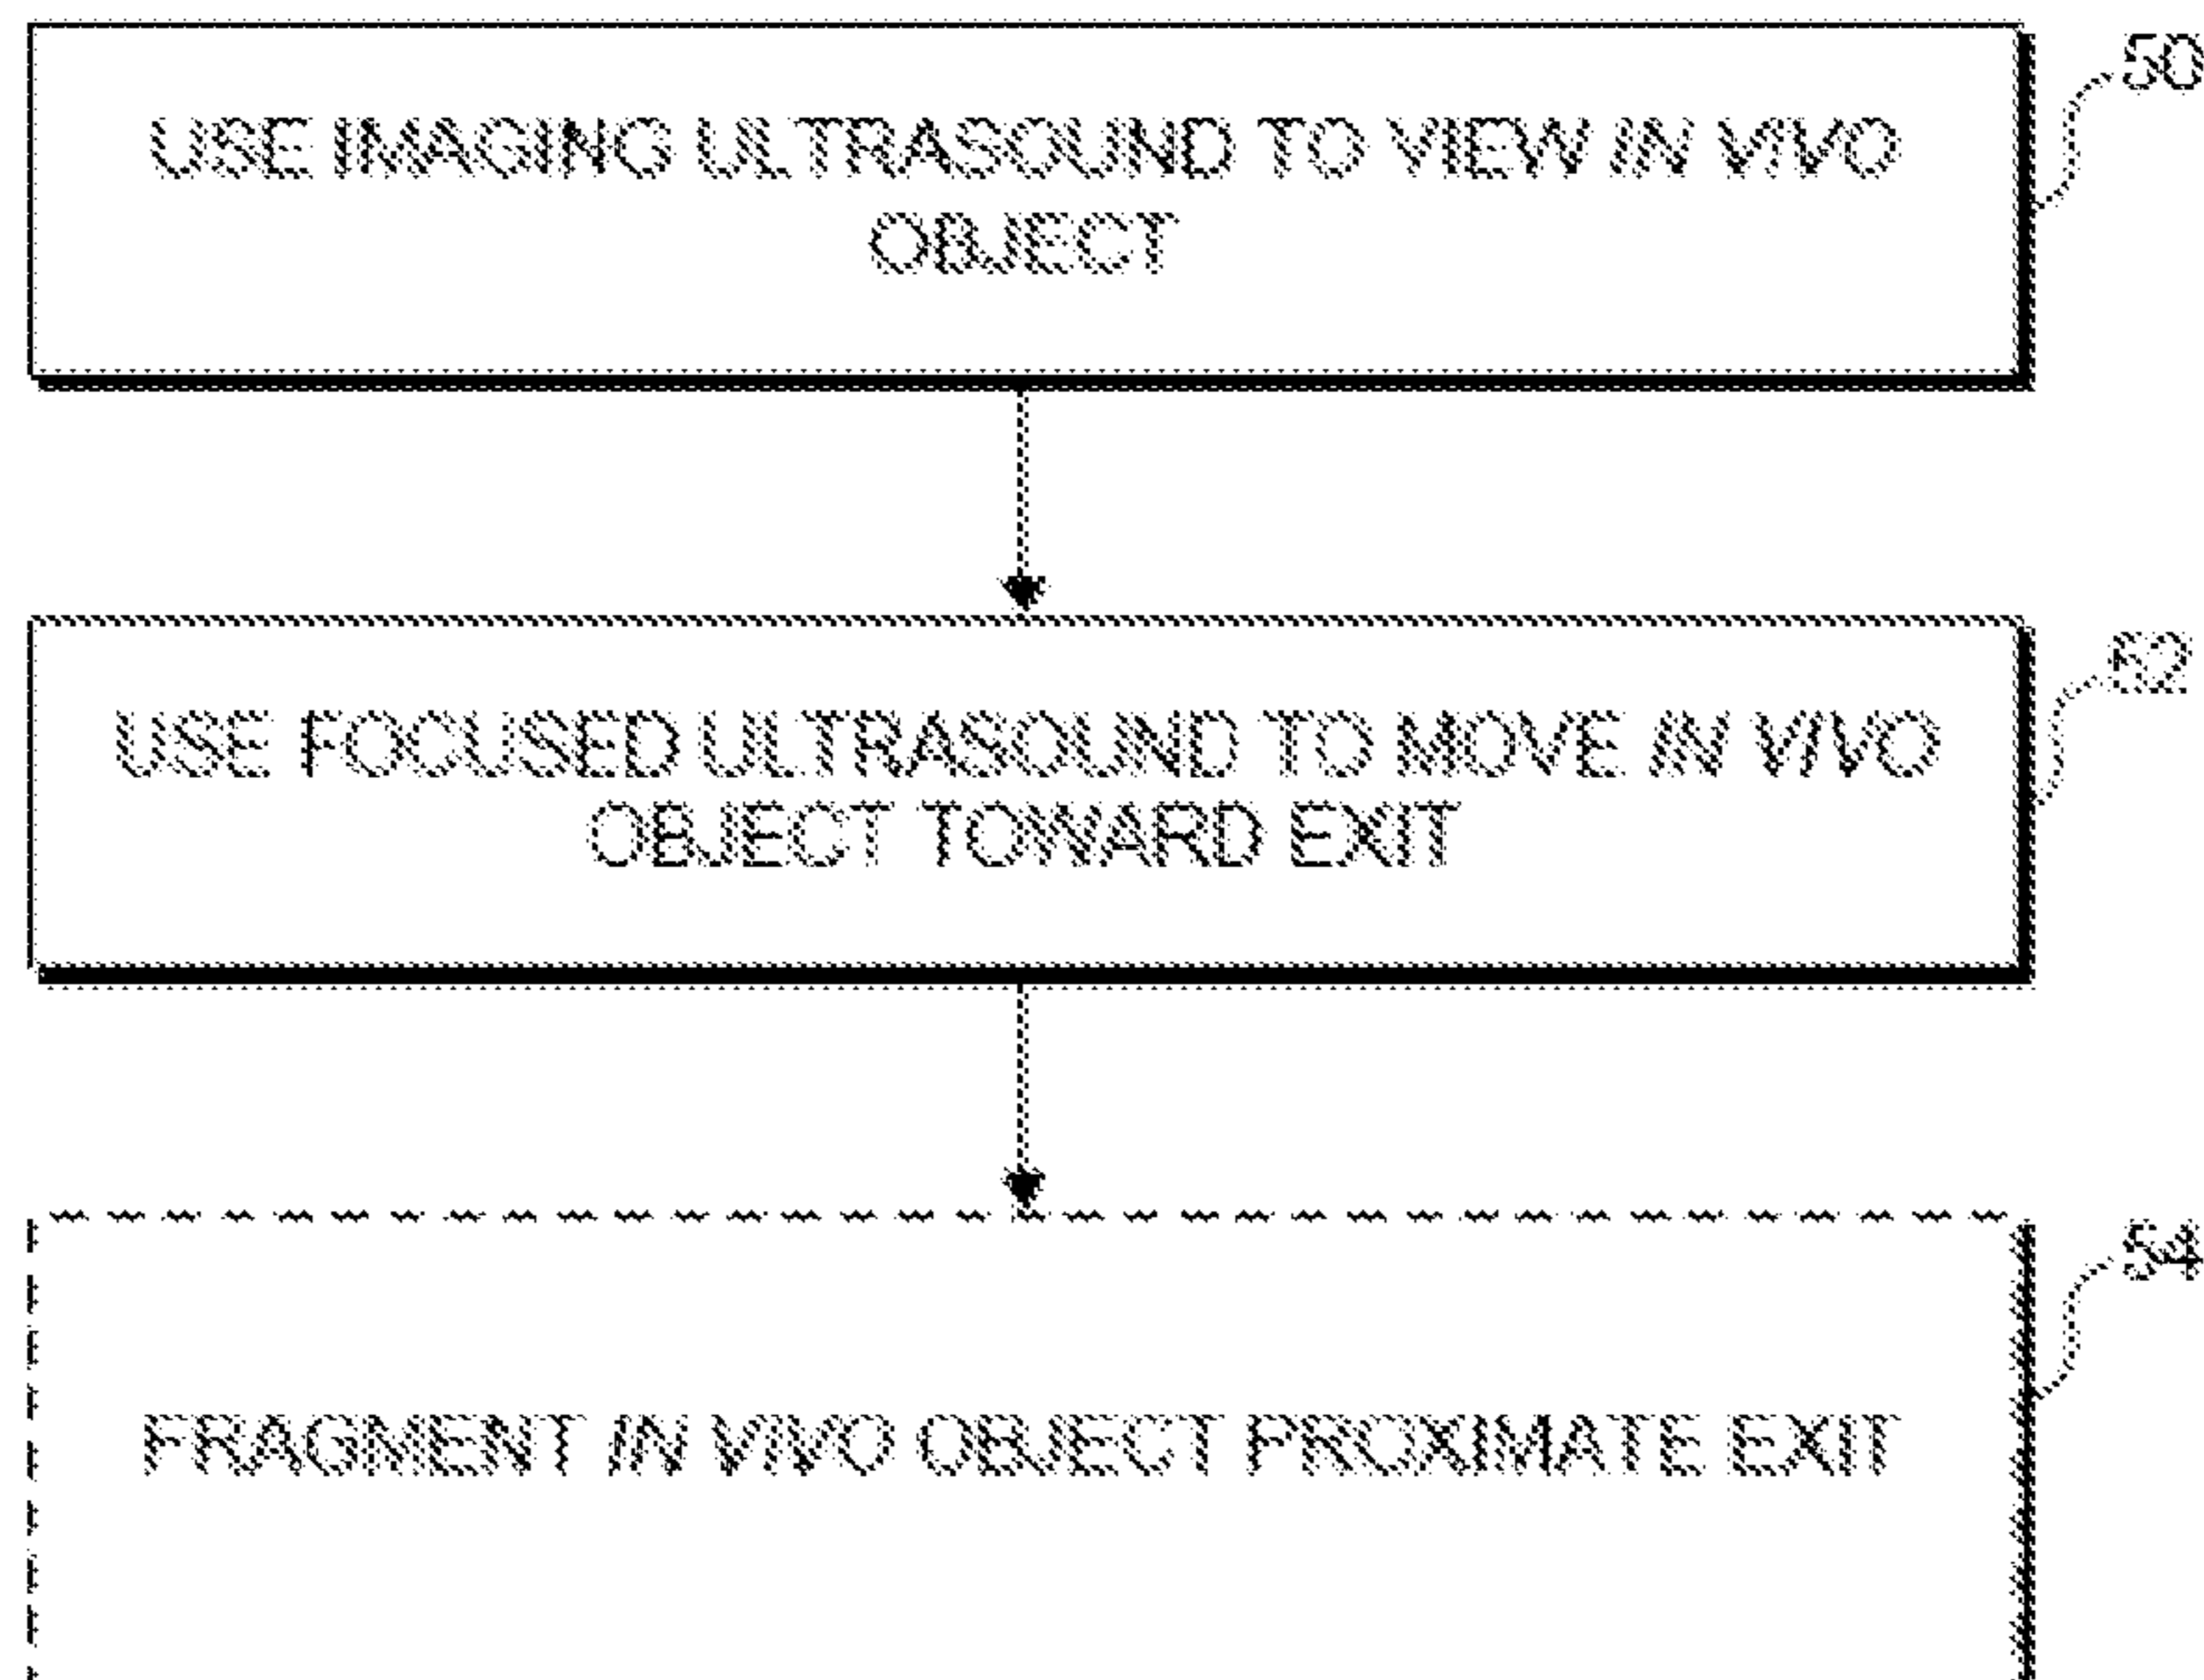 50
USE IMAGING ULTRASOUND TO VIEW IN VIVO
OBJECT
52
USE FOCUSED ULTRASOUND TO MOVE IN VIVO
OBJECT TOWARD EXIT
54
FRAGMENT IN VIVO OBJECT PROXIMATE EXIT